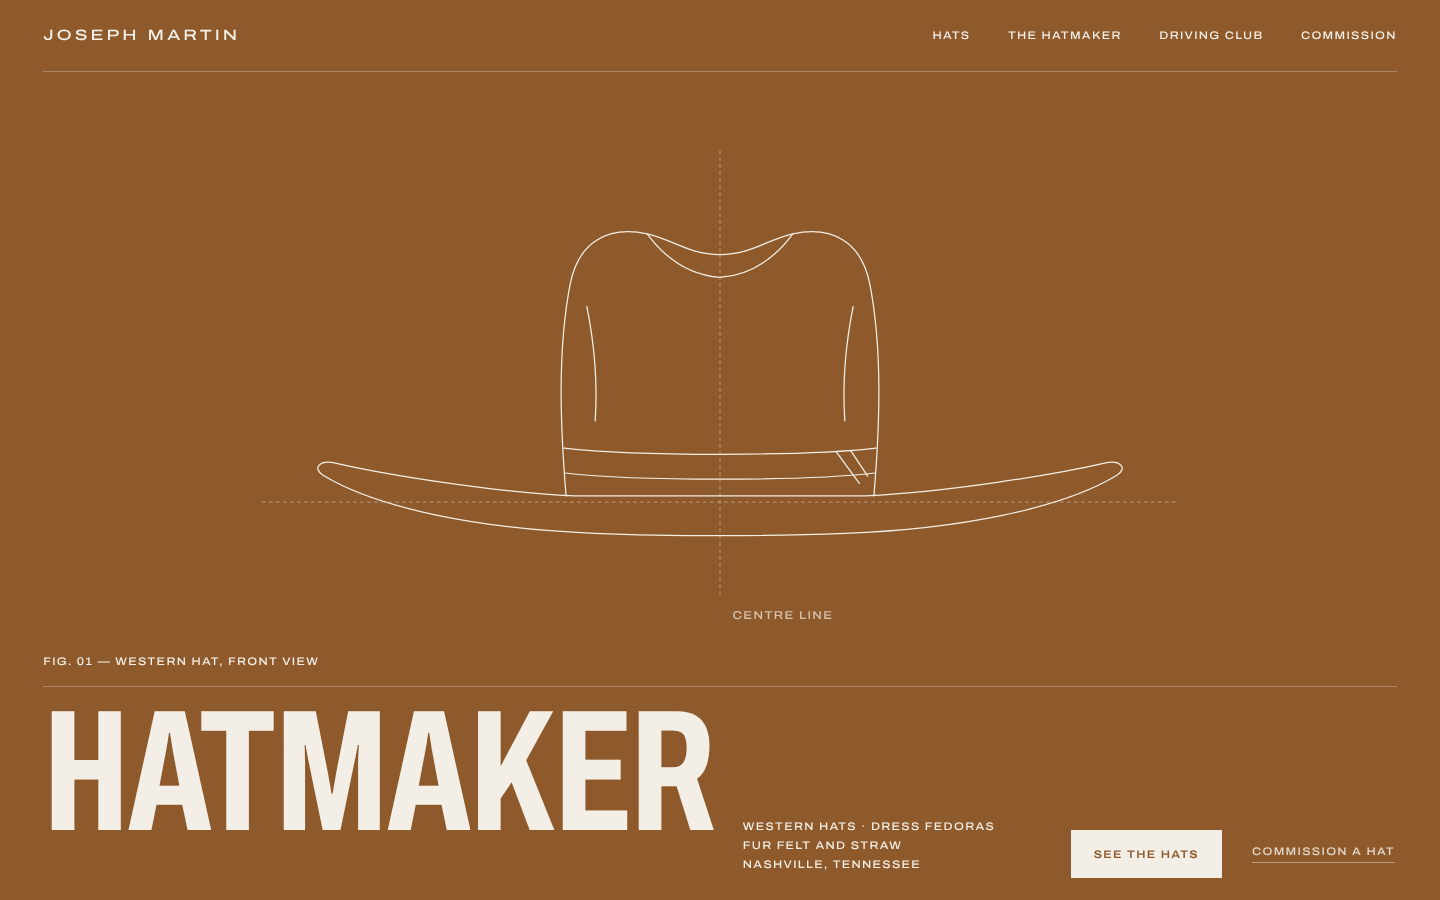 JOSEPH MARTIN
HATS THE HATMAKER DRIVING CLUB COMMISSION
CENTRE LINE
FIG. 01 — WESTERN HAT, FRONT VIEW
HATMAKER
WESTERN HATS · DRESS FEDORAS
FUR FELT AND STRAW
NASHVILLE, TENNESSEE
SEE THE HATS
COMMISSION A HAT